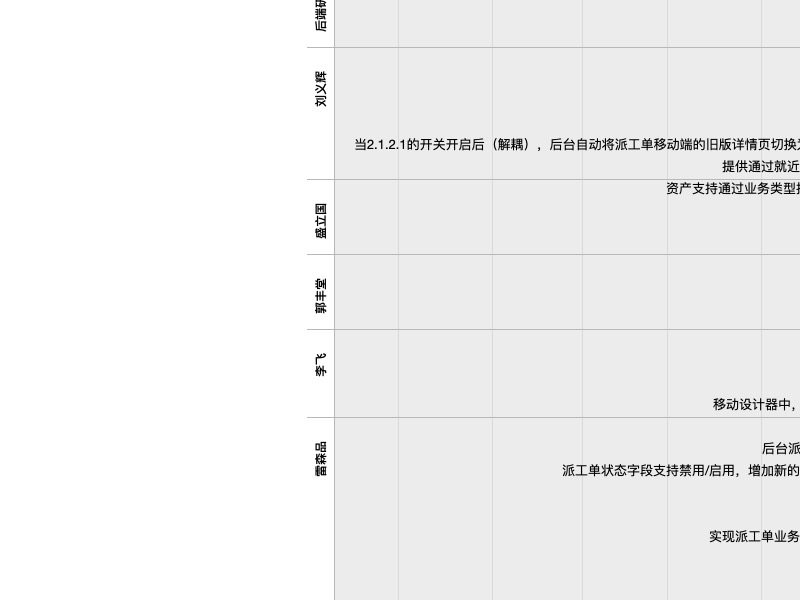 后端
刘义辉
当2.1.2.1的开关开启后（解耦），后台自动将派工单移动端的旧版详情页切换
提供通过就近
资产支持通过业务类型
盛立国
郭丰堂
李飞
移动设计器中，
雷森品
后台派
派工单状态字段支持禁用/启用，增加新的
实现派工单业务